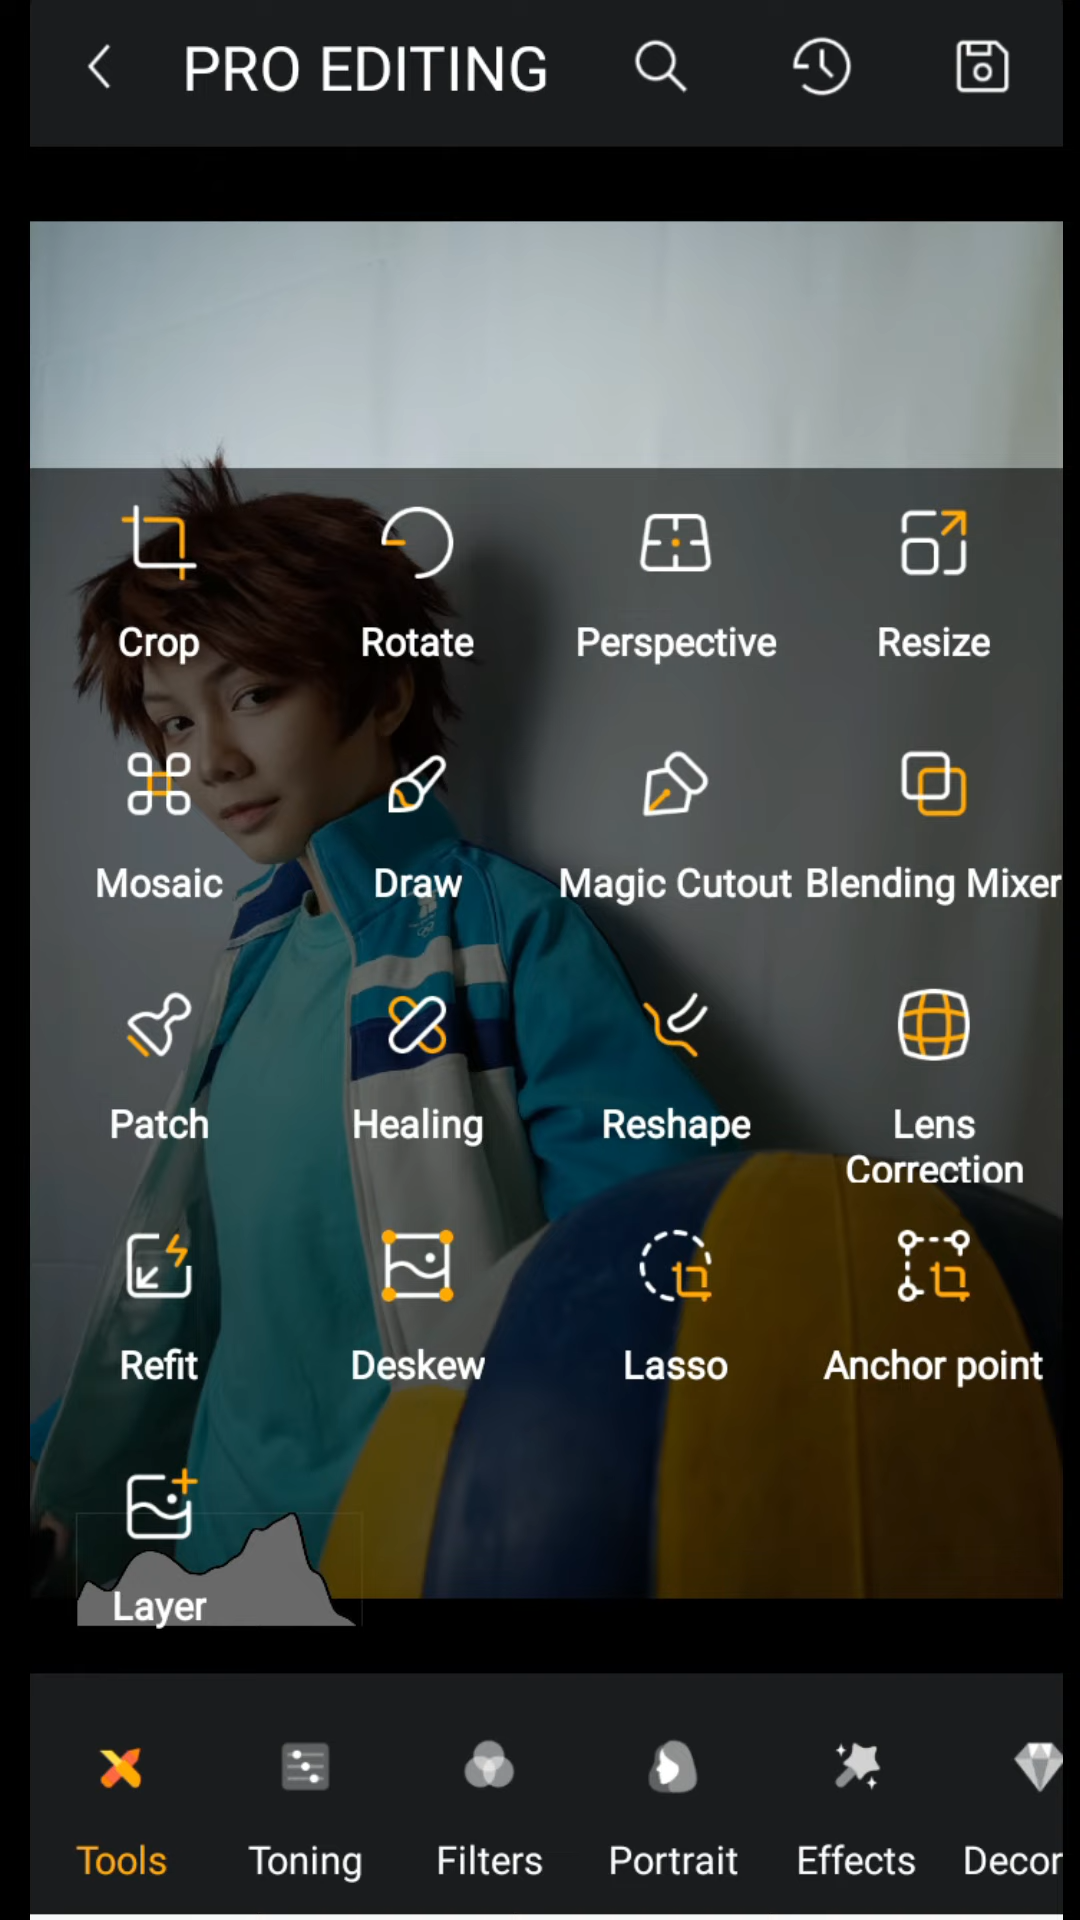 PRO EDITING
Crop
Rotate
Perspective
Resize
Mosaic
Draw
Magic Cutout
Blending Mixer
Patch
Healing
Reshape
Lens
Correction
Refit
Deskew
Lasso
Anchor point
Layer
Tools
Toning
Filters
Portrait
Effects
Decor